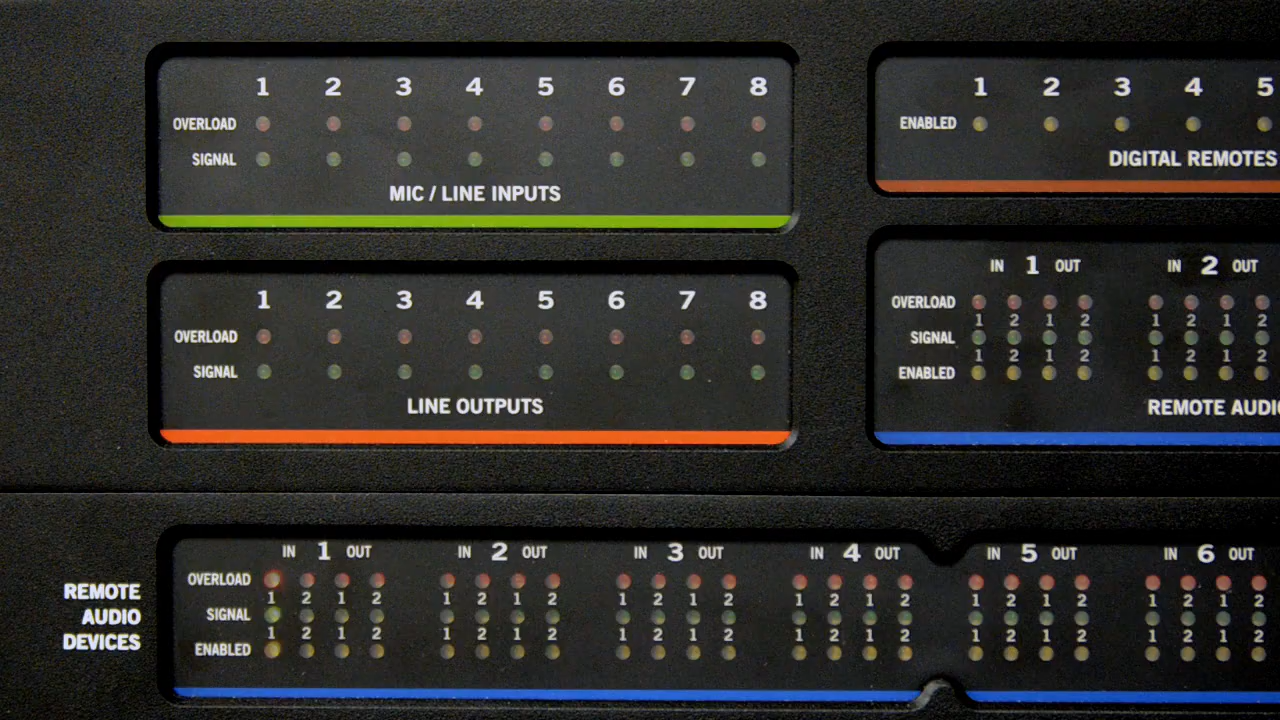 1 2 3 4 5 6 7 8
OVERLOAD
SIGNAL
MIC / LINE INPUTS
1 2 3 4 5
ENABLED
DIGITAL REMOTES
1 2 3 4 5 6 7 8
OVERLOAD
SIGNAL
LINE OUTPUTS
IN 1 OUT IN 2 OUT
OVERLOAD
1 2 1 2 1 2 1 2
SIGNAL
1 2 1 2 1 2 1 2
ENABLED
REMOTE AUDIO
REMOTE
AUDIO
DEVICES
IN 1 OUT IN 2 OUT IN 3 OUT IN 4 OUT IN 5 OUT IN 6 OUT
OVERLOAD
1 2 1 2 1 2 1 2 1 2 1 2 1 2 1 2 1 2 1 2 1 2 1 2
SIGNAL
1 2 1 2 1 2 1 2 1 2 1 2 1 2 1 2 1 2 1 2 1 2 1 2
ENABLED